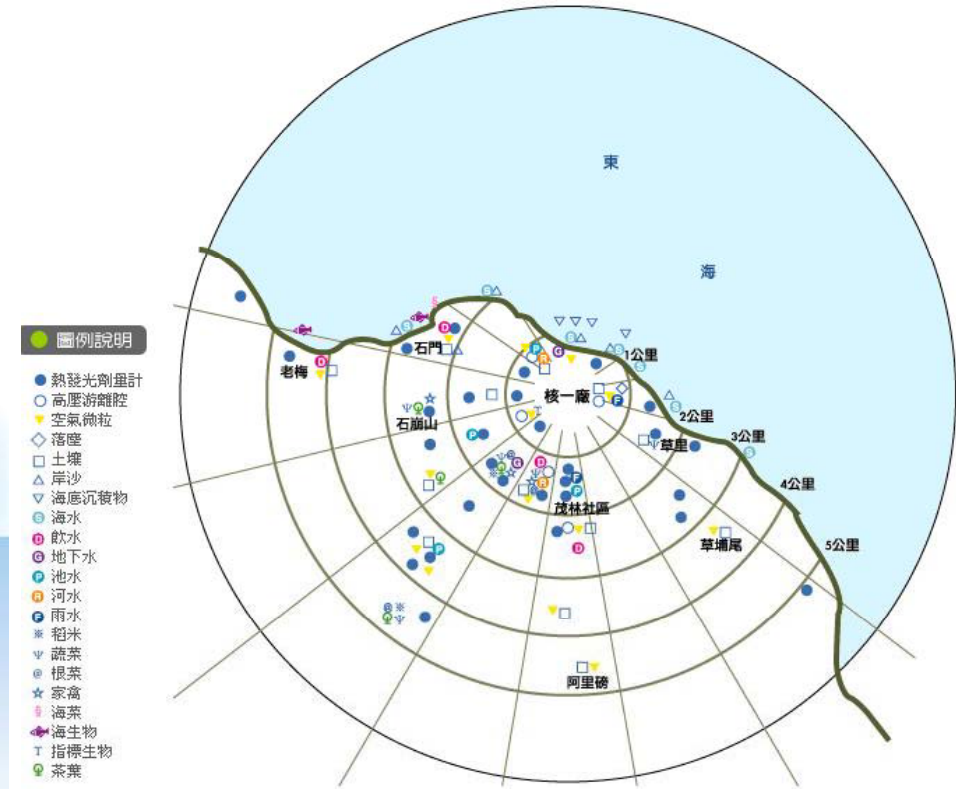 東
海
圖例說明
熱發光劑量計
高壓游離腔
空氣微粒
落塵
土壤
岸沙
海底沉積物
S 海水
D 飲水
G 地下水
P 池水
R 河水
F 雨水
稻米
蔬菜
@ 根菜
家禽
海菜
海生物
T 指標生物
茶葉
石門
老梅
石崩山
核一廠
草里
茂林社區
草埔尾
阿里磅
1公里
2公里
3公里
4公里
5公里